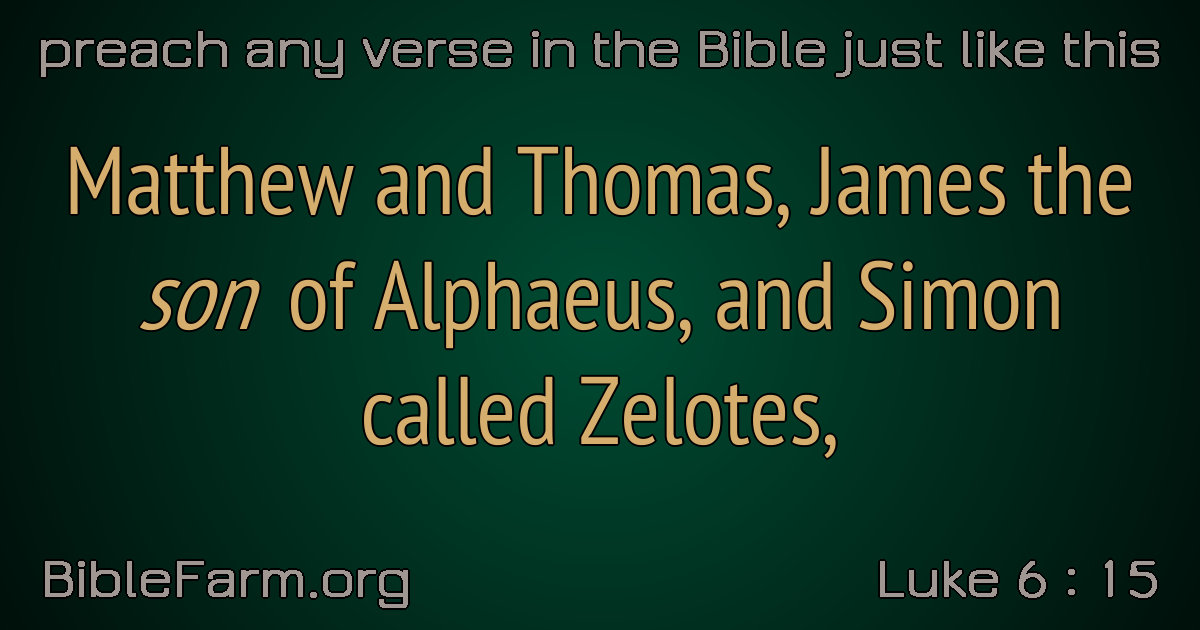 preach any verse in the Bible just like this
Matthew and Thomas, James the
son of Alphaeus, and Simon
called Zelotes,
BibleFarm.org
Luke 6 : 15